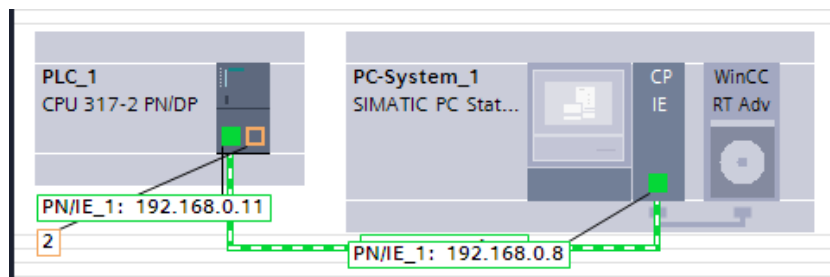 PLC_1
CPU 317-2 PN/DP
PC-System_1
SIMATIC PC Stat...
CP
IE
WinCC
RT Adv
PN/IE_1: 192.168.0.11
2
PN/IE_1: 192.168.0.8